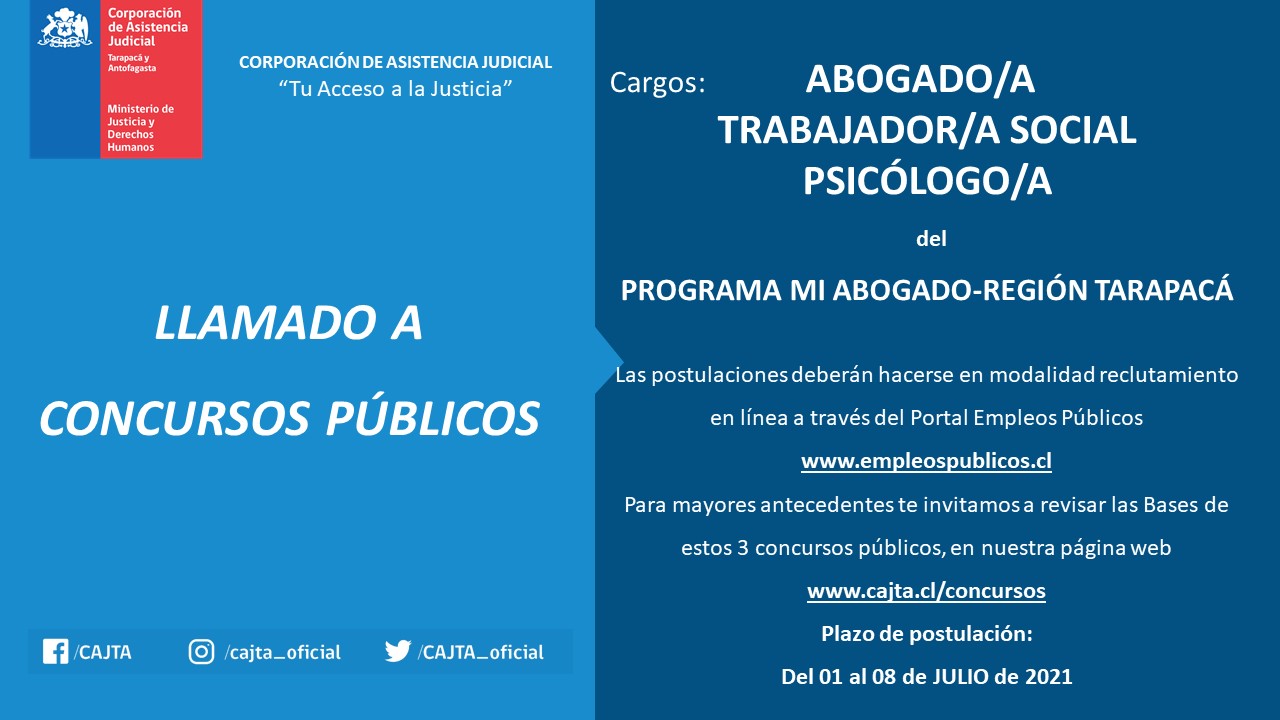 Corporación
de Asistencia
Judicial
Tarapacá y
Antofagasta
Ministerio de
Justicia y
Derechos
Humanos
CORPORACIÓN DE ASISTENCIA JUDICIAL
“Tu Acceso a la Justicia”
LLAMADO A
CONCURSOS PÚBLICOS
/CAJTA
/cajta_oficial
/CAJTA_oficial
Cargos: ABOGADO/A
TRABAJADOR/A SOCIAL
PSICÓLOGO/A
del
PROGRAMA MI ABOGADO-REGIÓN TARAPACÁ
Las postulaciones deberán hacerse en modalidad reclutamiento
en línea a través del Portal Empleos Públicos
www.empleospublicos.cl
Para mayores antecedentes te invitamos a revisar las Bases de
estos 3 concursos públicos, en nuestra página web
www.cajta.cl/concursos
Plazo de postulación:
Del 01 al 08 de JULIO de 2021